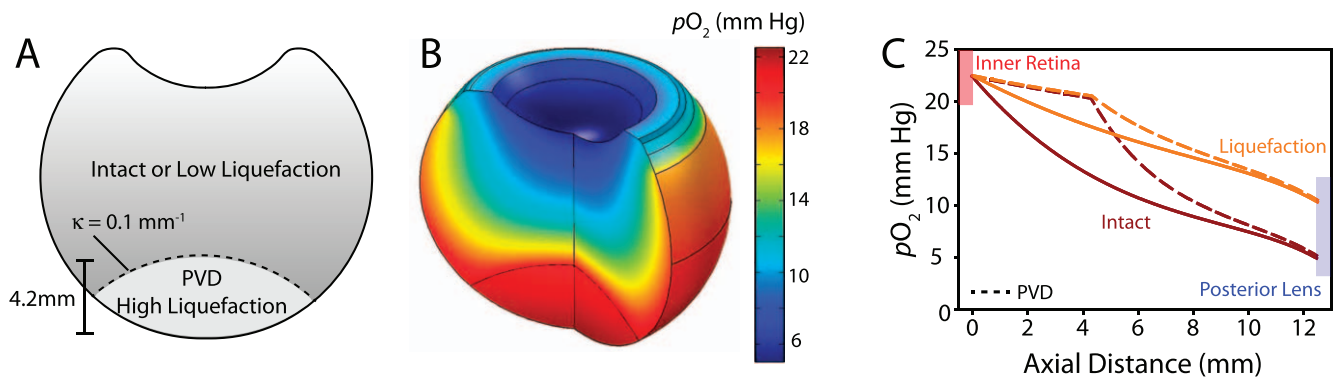 A
Intact or Low Liquefaction
κ = 0.1 mm⁻¹
PVD
4.2mm
High Liquefaction
B
pO₂ (mm Hg)
22
18
14
10
6
C
25
20
15
10
5
0
pO₂ (mm Hg)
Inner Retina
Liquefaction
Intact
Posterior Lens
PVD
0 2 4 6 8 10 12
Axial Distance (mm)